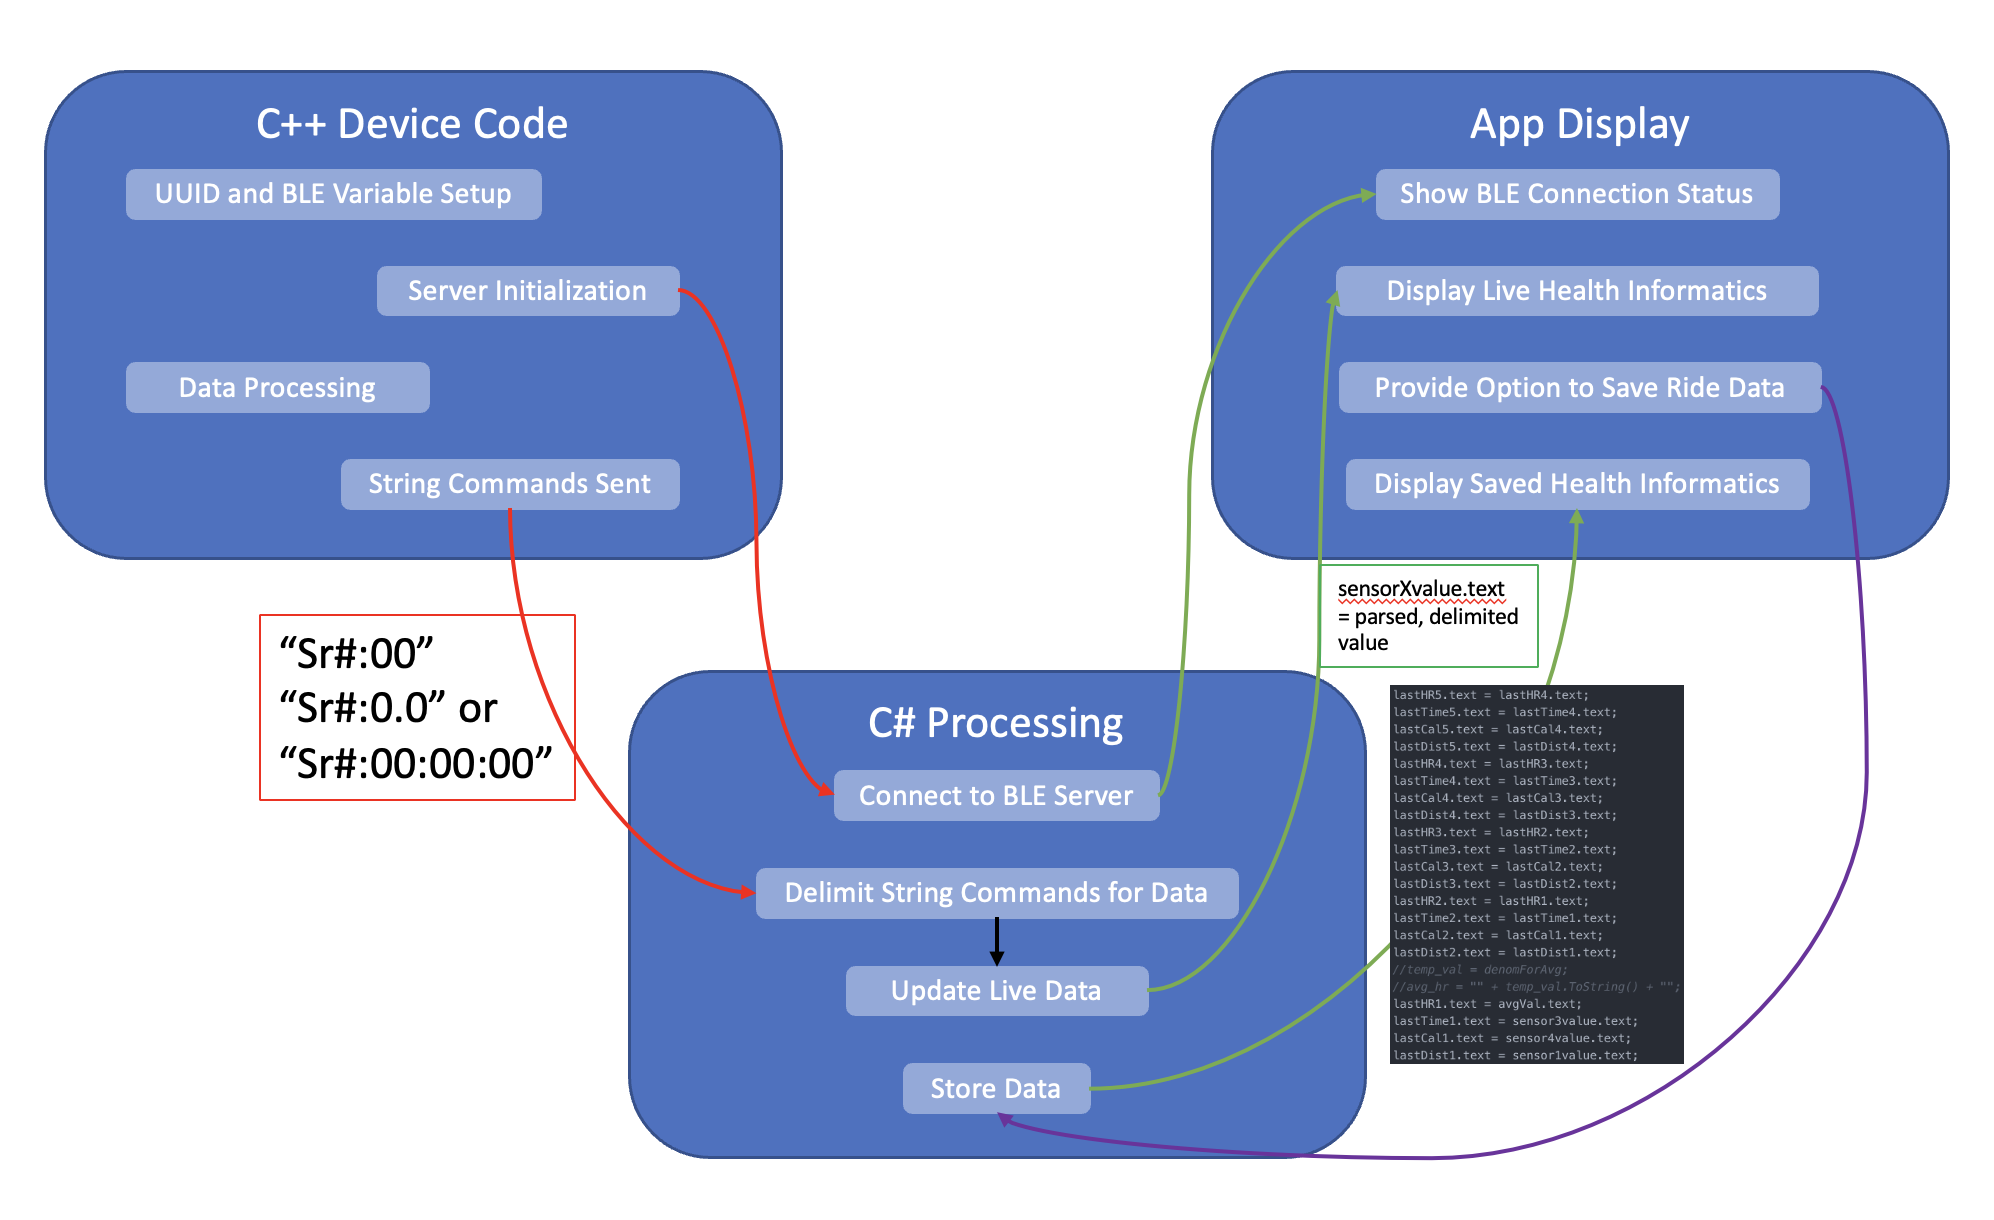 C++ Device Code
UUID and BLE Variable Setup
Server Initialization
Data Processing
String Commands Sent
“Sr#:00”
“Sr#:0.0” or
“Sr#:00:00:00”
App Display
Show BLE Connection Status
Display Live Health Informatics
Provide Option to Save Ride Data
Display Saved Health Informatics
sensorXvalue.text
= parsed, delimited
value
C# Processing
Connect to BLE Server
Delimit String Commands for Data
Update Live Data
Store Data
lastHR5.text = lastHR4.text;
lastTime5.text = lastTime4.text;
lastCal5.text = lastCal4.text;
lastDist5.text = lastDist4.text;
lastHR4.text = lastHR3.text;
lastTime4.text = lastTime3.text;
lastCal4.text = lastCal3.text;
lastDist4.text = lastDist3.text;
lastHR3.text = lastHR2.text;
lastTime3.text = lastTime2.text;
lastCal3.text = lastCal2.text;
lastDist3.text = lastDist2.text;
lastHR2.text = lastHR1.text;
lastTime2.text = lastTime1.text;
lastCal2.text = lastCal1.text;
lastDist2.text = lastDist1.text;
//temp_val = denomForAvg;
//avg_hr = "" + temp_val.ToString() + "";
lastHR1.text = avgVal.text;
lastTime1.text = sensor3value.text;
lastCal1.text = sensor4value.text;
lastDist1.text = sensor1value.text;